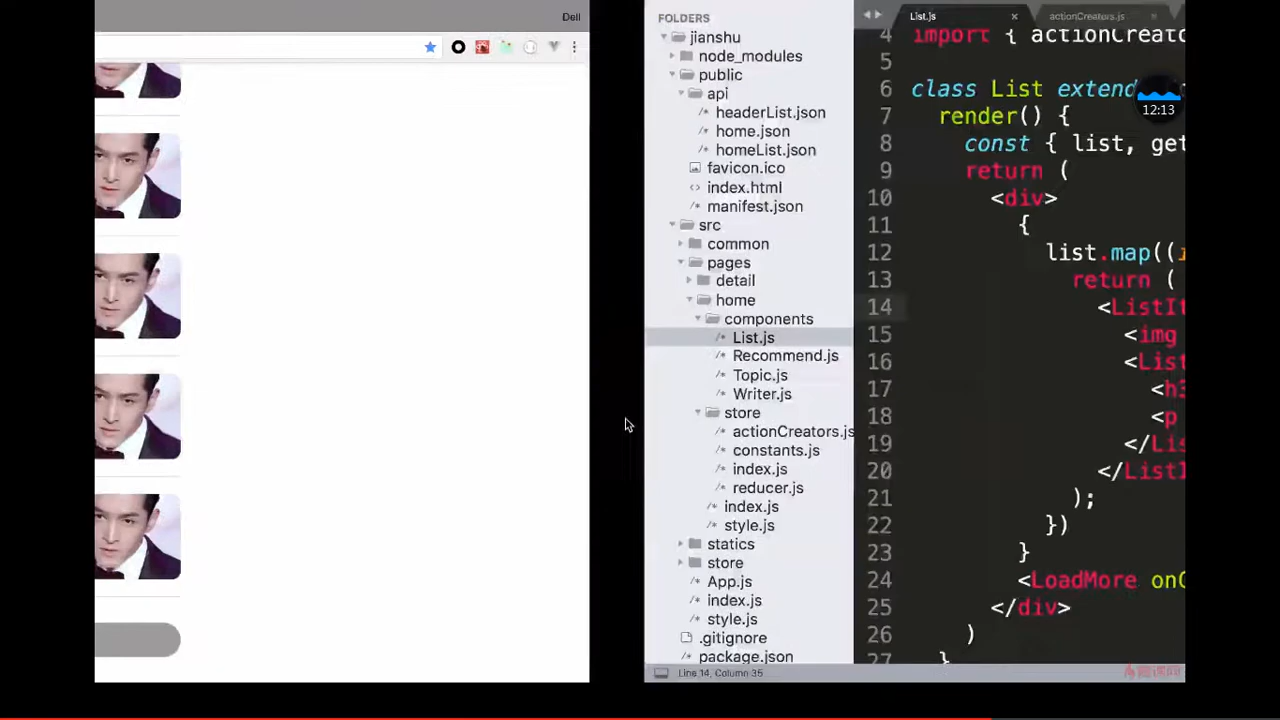 Dell
FOLDERS
jianshu
node_modules
public
api
headerList.json
home.json
homeList.json
favicon.ico
index.html
manifest.json
src
common
pages
detail
home
components
List.js
Recommend.js
Topic.js
Writer.js
store
actionCreators.js
constants.js
index.js
reducer.js
index.js
style.js
statics
store
App.js
index.js
style.js
.gitignore
package.json
List.js
actionCreators.js
4 import { actionCreato
5
6 class List extend
7 render() {
8 const { list, get
9 return (
10 <div>
11 {
12 list.map((i
13 return (
14 <ListIt
15 <img
16 <List
17 <h3
18 <p
19 </Lis
20 </ListI
21 );
22 })
23 }
24 <LoadMore onC
25 </div>
26 )
27 }
12:13
Line 14, Column 35